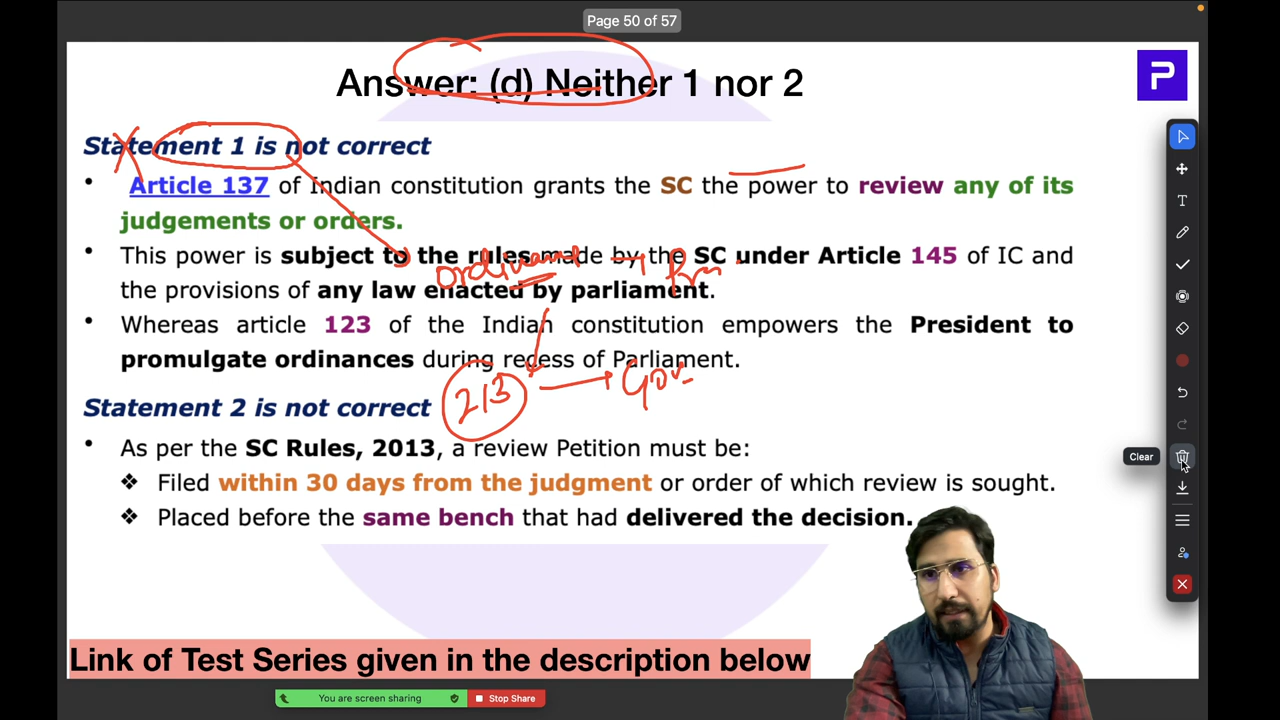 Page 50 of 57
Answer: (d) Neither 1 nor 2
P
Statement 1 is not correct
• Article 137 of Indian constitution grants the SC the power to review any of its
judgements or orders.
• This power is subject to the rules made by the SC under Article 145 of IC and
ordinance
the provisions of any law enacted by parliament.
• Whereas article 123 of the Indian constitution empowers the President to
promulgate ordinances during recess of Parliament.
213 Gov.
Statement 2 is not correct
• As per the SC Rules, 2013, a review Petition must be:
❖ Filed within 30 days from the judgment or order of which review is sought.
❖ Placed before the same bench that had delivered the decision.
Clear
Link of Test Series given in the description below
You are screen sharing Stop Share